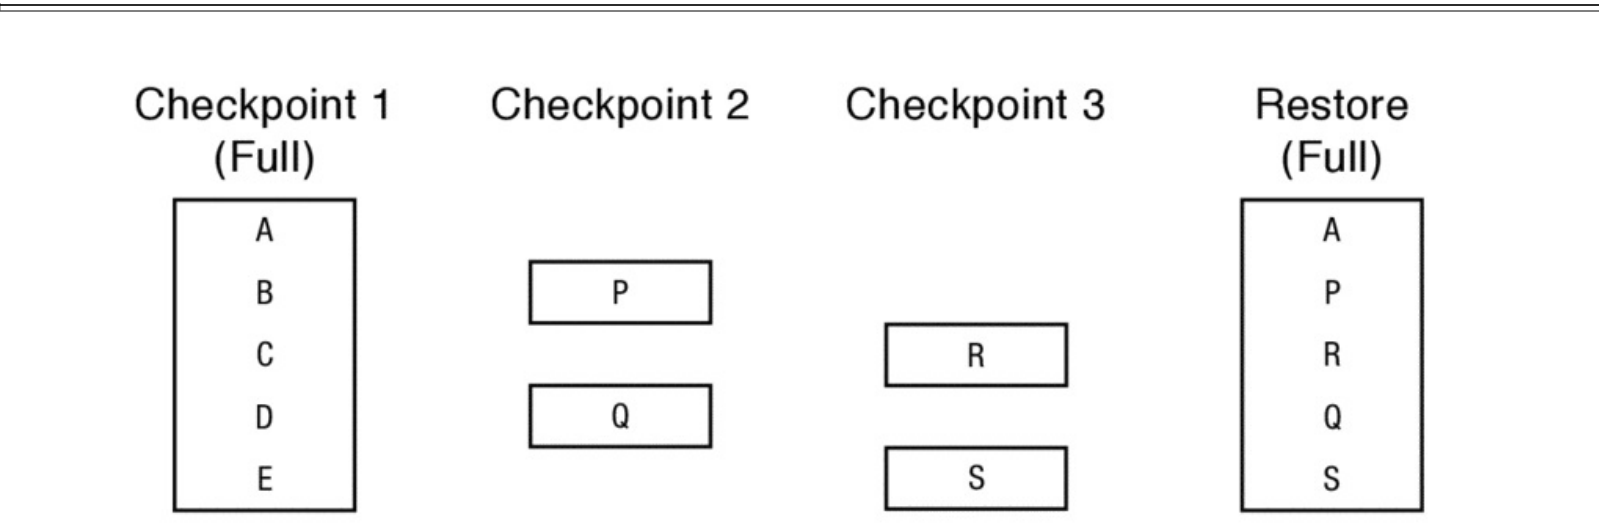 Checkpoint 1 Checkpoint 2 Checkpoint 3 Restore
(Full) (Full)
A A
B P P
C R R
D Q Q
E S S